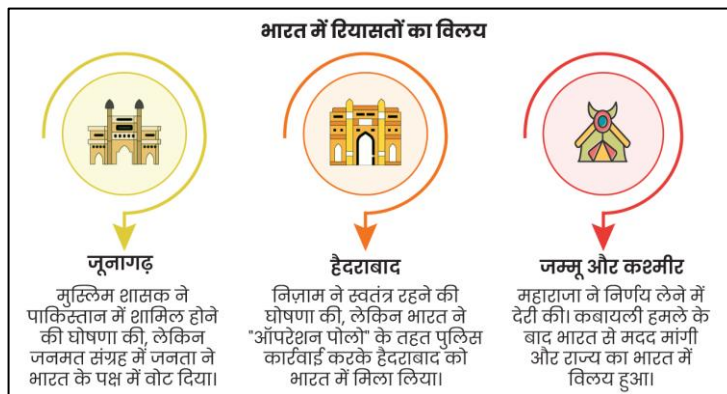 भारत में रियासतों का विलय
जूनागढ़
मुस्लिम शासक ने
पाकिस्तान में शामिल होने
की घोषणा की, लेकिन
जनमत संग्रह में जनता ने
भारत के पक्ष में वोट दिया।
हैदराबाद
निज़ाम ने स्वतंत्र रहने की
घोषणा की, लेकिन भारत ने
"ऑपरेशन पोलो" के तहत पुलिस
कार्रवाई करके हैदराबाद को
भारत में मिला लिया।
जम्मू और कश्मीर
महाराजा ने निर्णय लेने में
देरी की। कबायली हमले के
बाद भारत से मदद मांगी
और राज्य का भारत में
विलय हुआ।